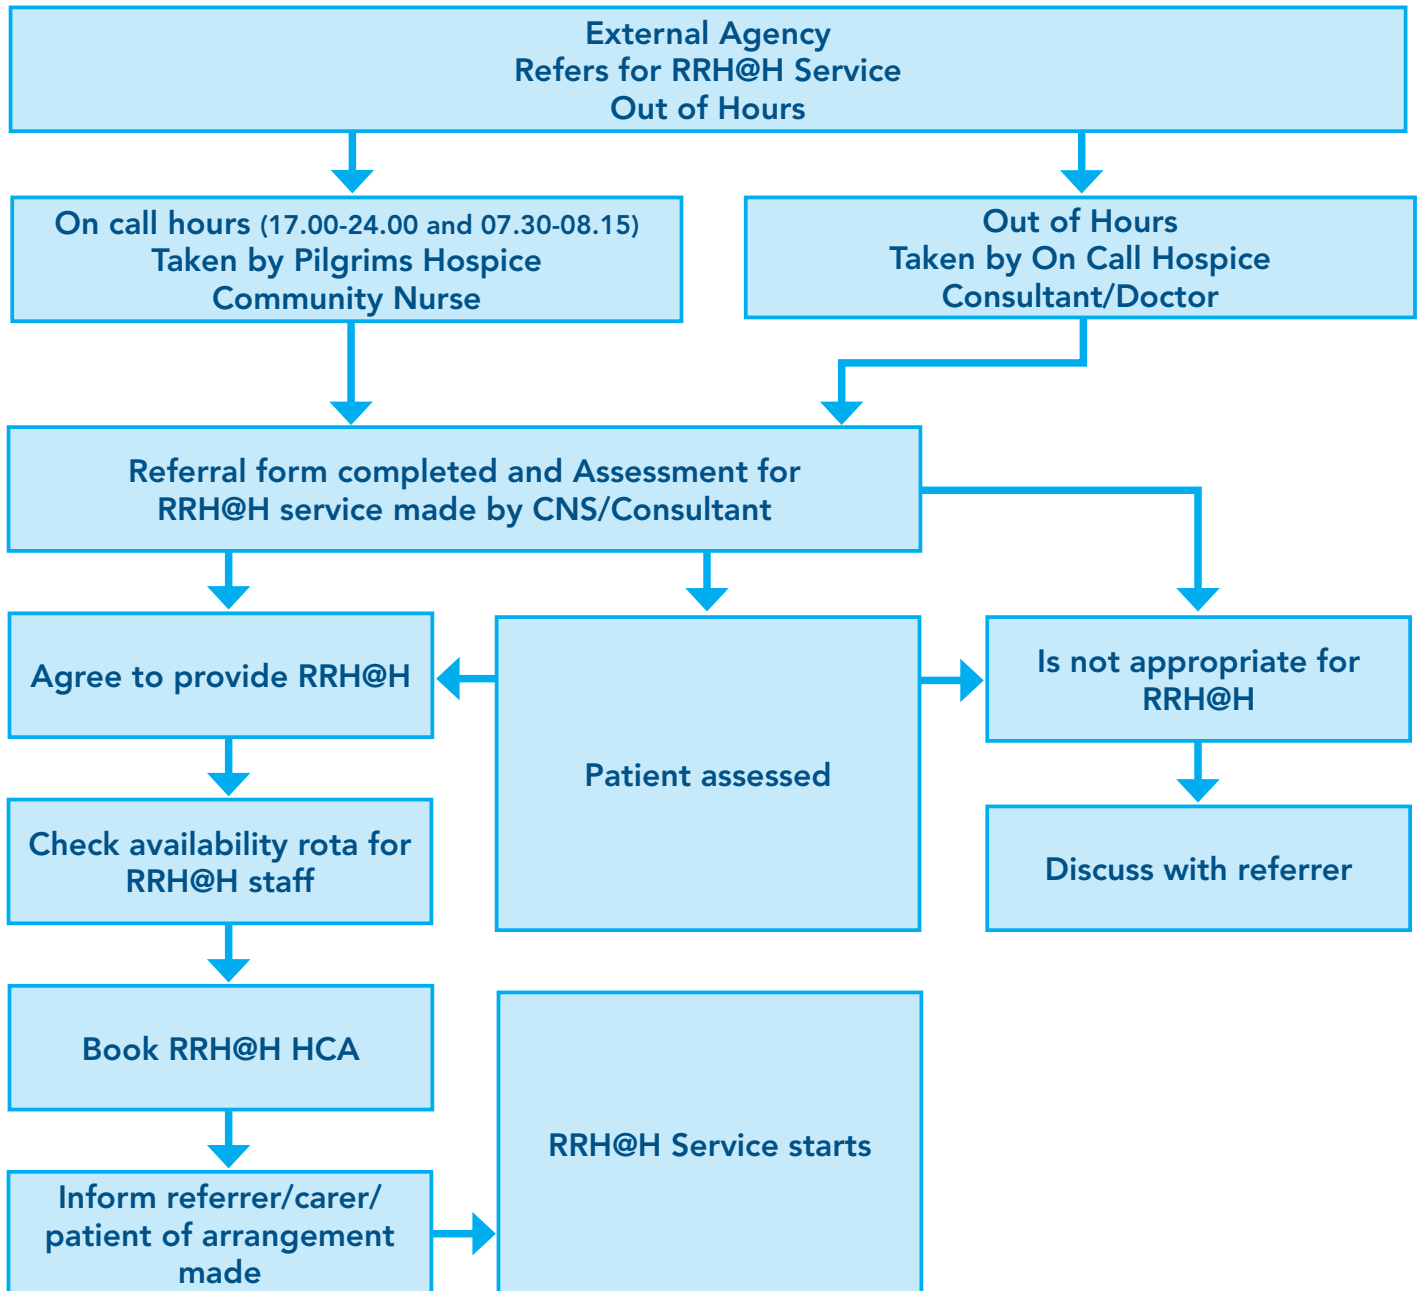 External Agency
Refers for RRH@H Service
Out of Hours
On call hours (17.00-24.00 and 07.30-08.15)
Taken by Pilgrims Hospice
Community Nurse
Out of Hours
Taken by On Call Hospice
Consultant/Doctor
Referral form completed and Assessment for
RRH@H service made by CNS/Consultant
Agree to provide RRH@H
Patient assessed
Is not appropriate for
RRH@H
Check availability rota for
RRH@H staff
Discuss with referrer
Book RRH@H HCA
RRH@H Service starts
Inform referrer/carer/
patient of arrangement
made